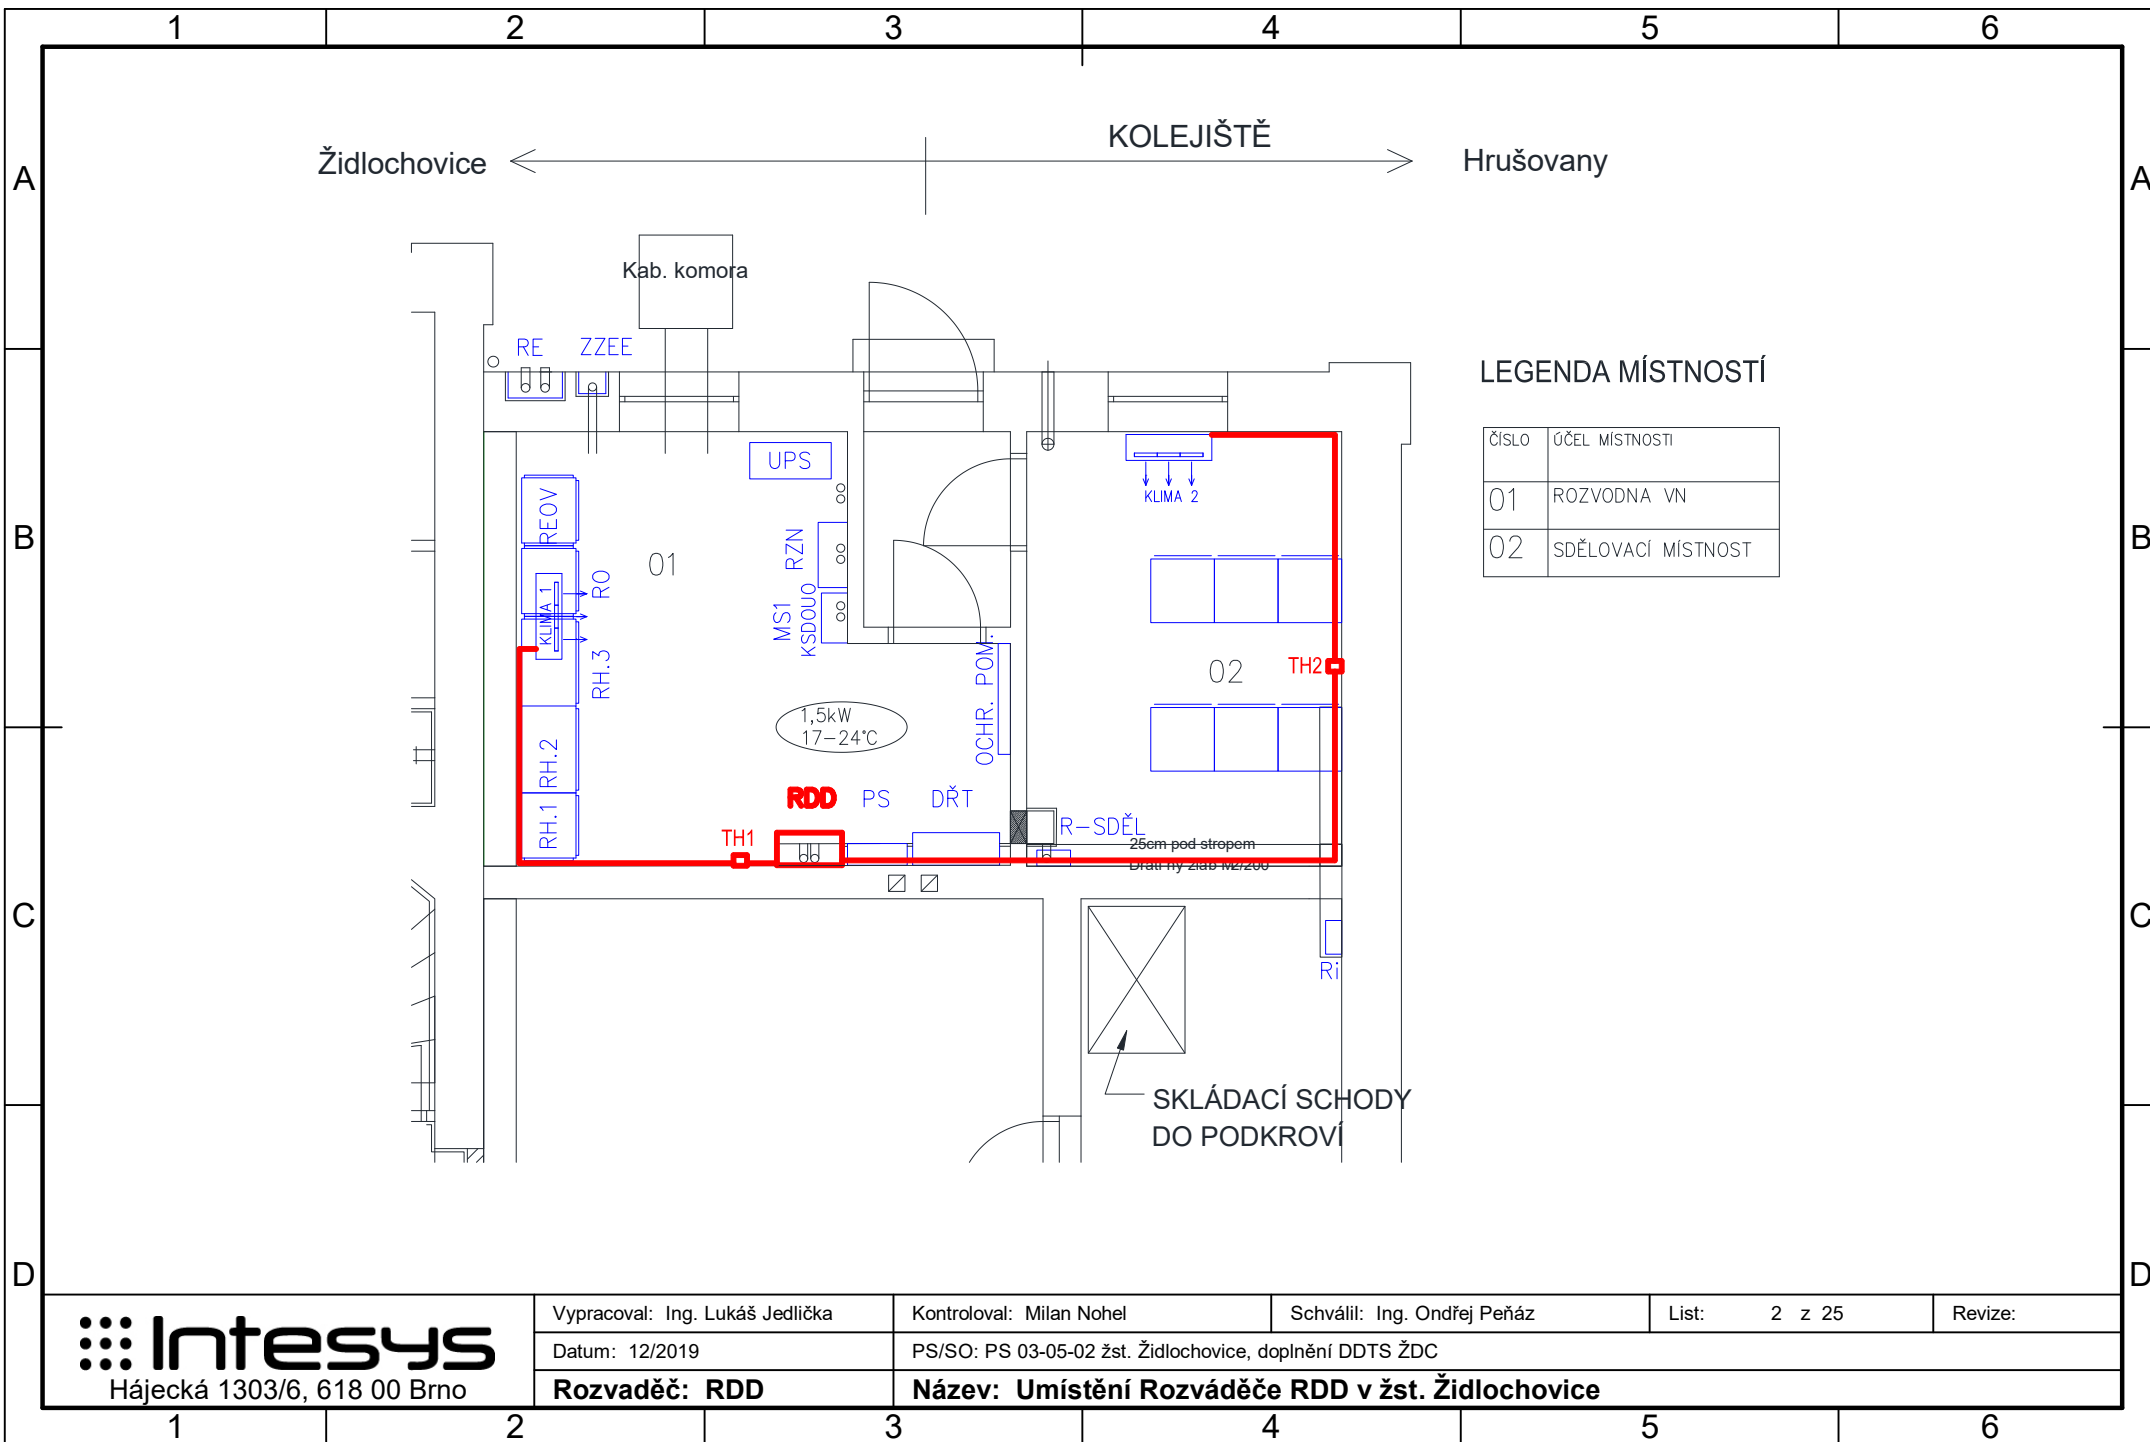 1 2 3 4 5 6
A A
B B
C C
D D
Židlochovice
KOLEJIŠTĚ
Hrušovany
Kab. komora
RE
ZZEE
UPS
REOV
RZN
01
RO
KLIMA 1
MS1
KSDOUO
RH.3
RH.2
RH.1
1,5kW
17-24°C
OCHR. POM.
RDD
PS
DŘT
TH1
KLIMA 2
02
TH2
R-SDĚL
25cm pod stropem
M2/200
Ri
SKLÁDACÍ SCHODY
DO PODKROVÍ
LEGENDA MÍSTNOSTÍ
ČÍSLO ÚČEL MÍSTNOSTI
01 ROZVODNA VN
02 SDĚLOVACÍ MÍSTNOST
Intesys
Hájecká 1303/6, 618 00 Brno
Vypracoval: Ing. Lukáš Jedlička
Kontroloval: Milan Nohel
Schválil: Ing. Ondřej Peňáz
List: 2 z 25
Revize:
Datum: 12/2019
PS/SO: PS 03-05-02 žst. Židlochovice, doplnění DDTS ŽDC
Rozvaděč: RDD
Název: Umístění Rozváděče RDD v žst. Židlochovice
1 2 3 4 5 6